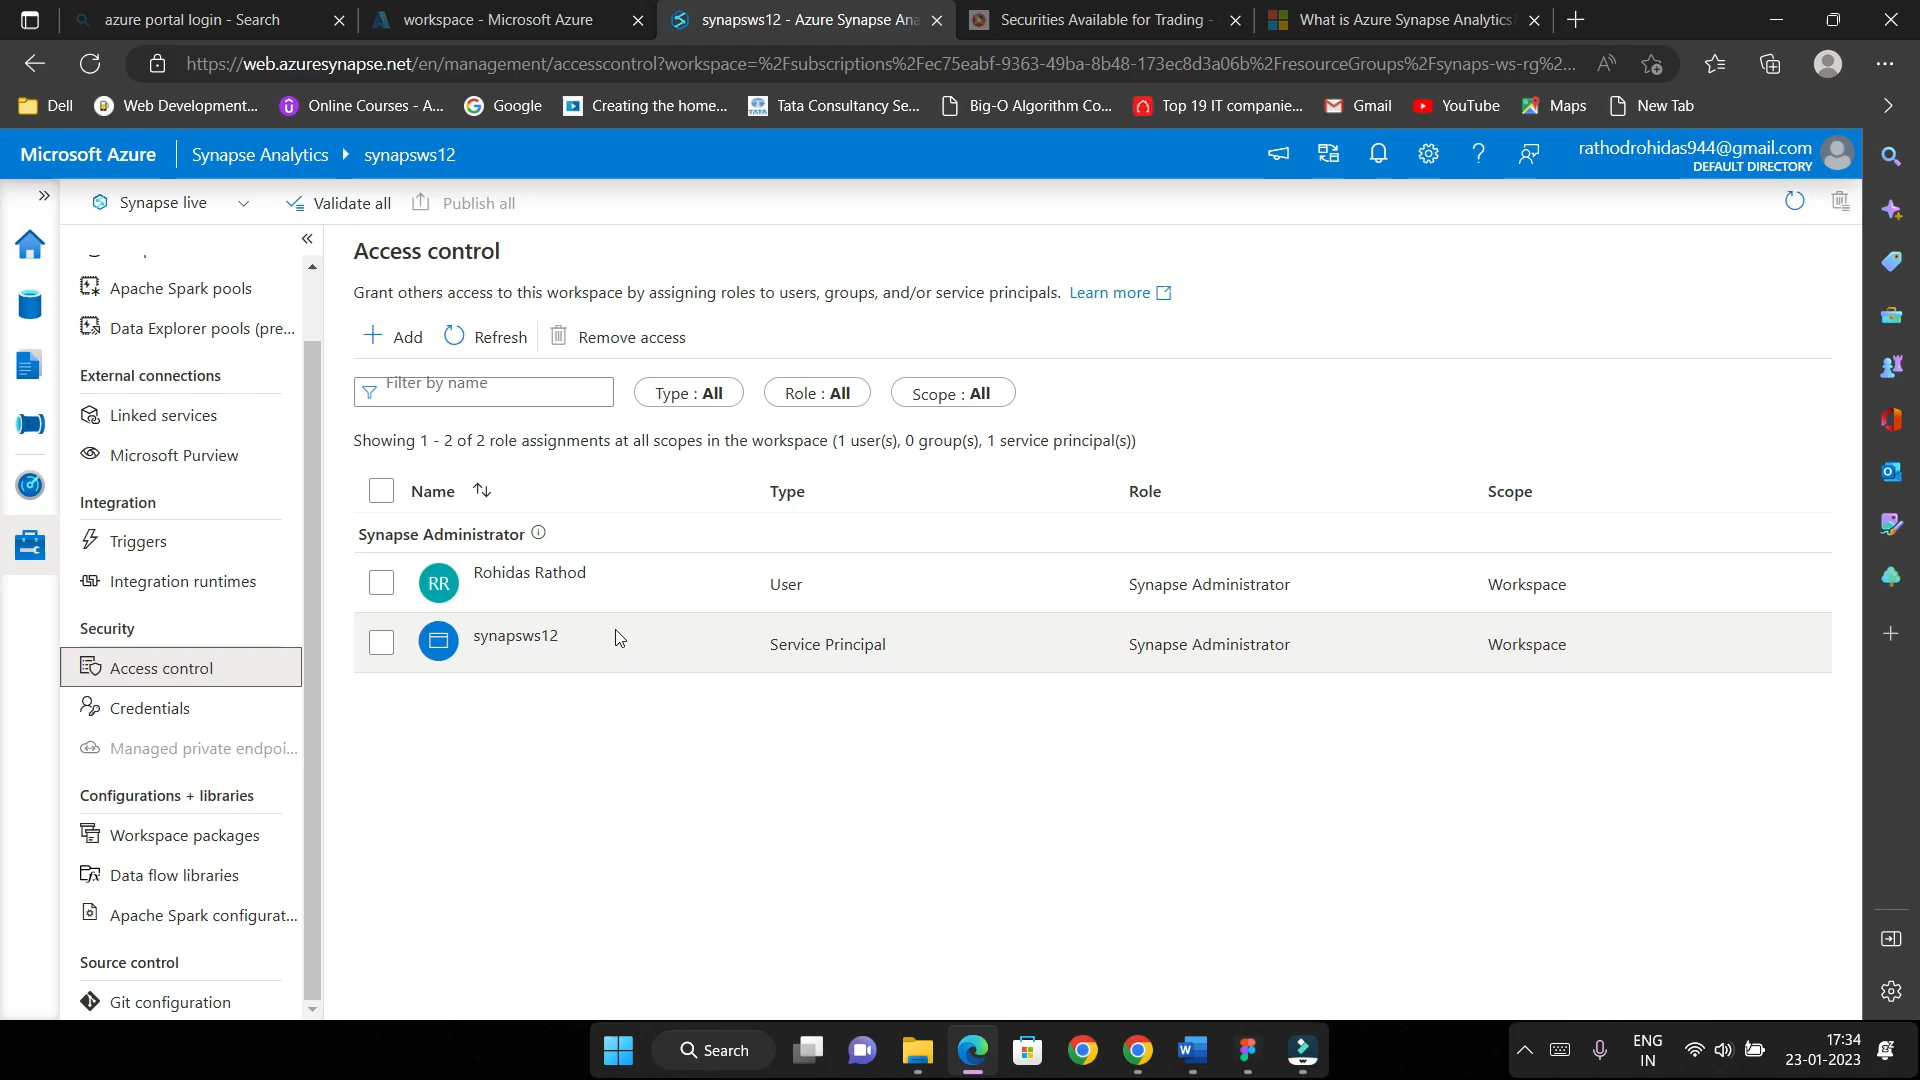 azure portal login - Search
workspace - Microsoft Azure
synapsws12 - Azure Synapse Ana
Securities Available for Trading -
What is Azure Synapse Analytics?
https://web.azuresynapse.net/en/management/accesscontrol?workspace=%2Fsubscriptions%2Fec75eabf-9363-49ba-8b48-173ec8d3a06b%2FresourceGroups%2Fsynaps-ws-rg%2...
Dell
Web Development...
Online Courses - A...
Google
Creating the home...
Tata Consultancy Se...
Big-O Algorithm Co...
Top 19 IT companie...
Gmail
YouTube
Maps
New Tab
Microsoft Azure
Synapse Analytics
synapsws12
rathodrohidas944@gmail.com
DEFAULT DIRECTORY
Synapse live
Validate all
Publish all
Apache Spark pools
Data Explorer pools (pre...
External connections
Linked services
Microsoft Purview
Integration
Triggers
Integration runtimes
Security
Access control
Credentials
Managed private endpoi...
Configurations + libraries
Workspace packages
Data flow libraries
Apache Spark configurat...
Source control
Git configuration
Access control
Grant others access to this workspace by assigning roles to users, groups, and/or service principals. Learn more
Add
Refresh
Remove access
Filter by name
Type : All
Role : All
Scope : All
Showing 1 - 2 of 2 role assignments at all scopes in the workspace (1 user(s), 0 group(s), 1 service principal(s))
Name
Type
Role
Scope
Synapse Administrator
RR
Rohidas Rathod
User
Synapse Administrator
Workspace
synapsws12
Service Principal
Synapse Administrator
Workspace
Search
ENG
IN
17:34
23-01-2023